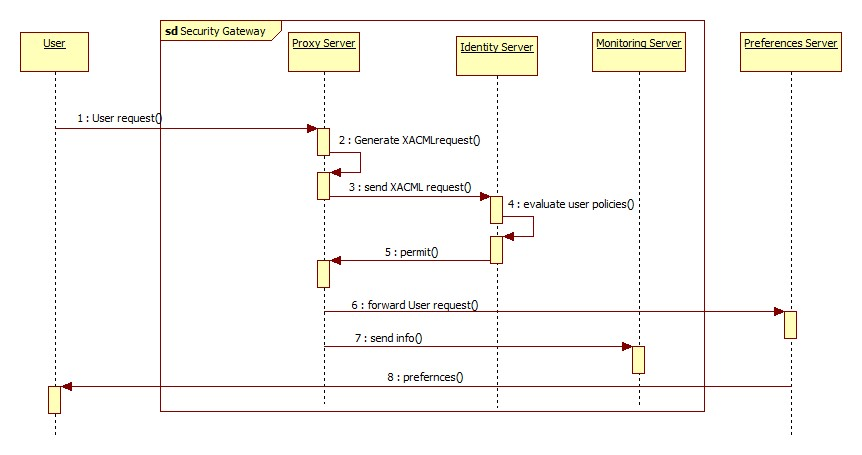 sd Security Gateway
User
Proxy Server
Identity Server
Monitoring Server
Preferences Server
1 : User request()
2 : Generate XACMLrequest()
3 : send XACML request()
4 : evaluate user policies()
5 : permit()
6 : forward User request()
7 : send info()
8 : prefernces()